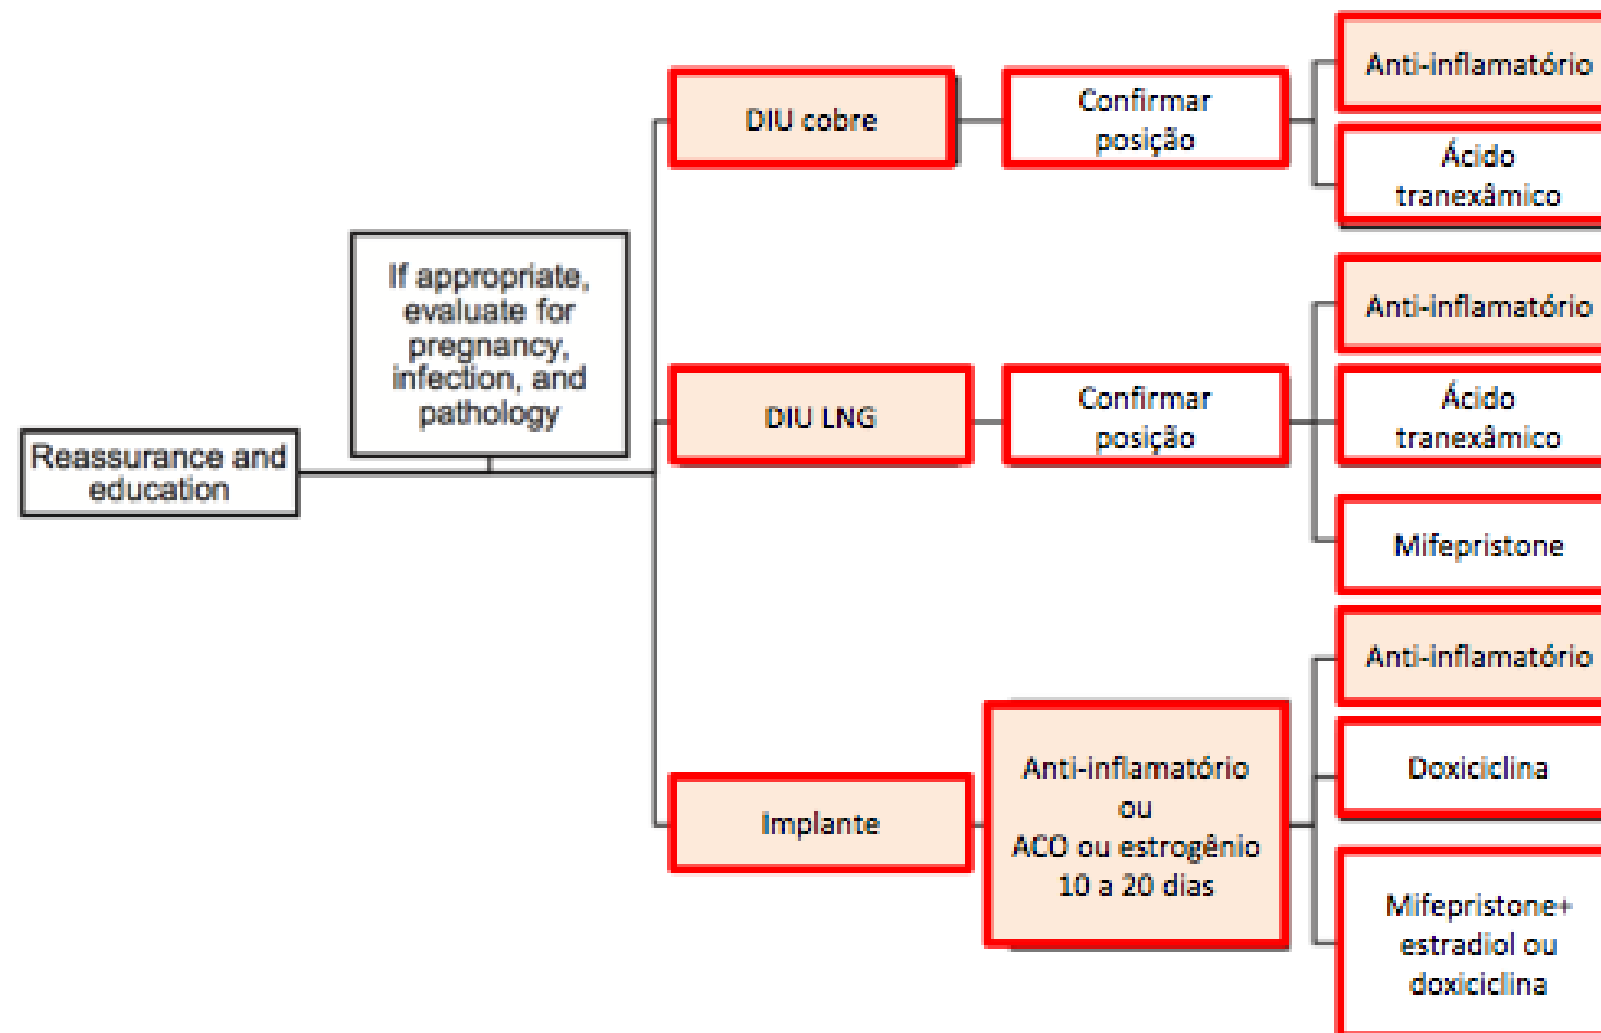 Reassurance and
education
If appropriate,
evaluate for
pregnancy,
infection, and
pathology
DIU cobre
Confirmar
posição
Anti-inflamatório
Ácido
tranexâmico
DIU LNG
Confirmar
posição
Anti-inflamatório
Ácido
tranexâmico
Mifepristone
Implante
Anti-inflamatório
ou
ACO ou estrogênio
10 a 20 dias
Anti-inflamatório
Doxiciclina
Mifepristone+
estradiol ou
doxiciclina